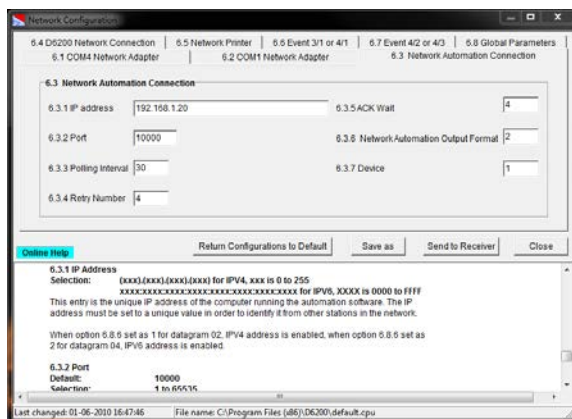 Network Configuration
6.4 D6200 Network Connection
6.5 Network Printer
6.6 Event 3/1 or 4/1
6.7 Event 4/2 or 4/3
6.8 Global Parameters
6.1 COM4 Network Adapter
6.2 COM1 Network Adapter
6.3 Network Automation Connection
6.3 Network Automation Connection
6.3.1 IP address 192.168.1.20
6.3.5 ACK Wait 4
6.3.2 Port 10000
6.3.6 Network Automation Output Format 2
6.3.3 Polling Interval 30
6.3.7 Device 1
6.3.4 Retry Number 4
Online Help
Return Configurations to Default
Save as
Send to Receiver
Close
6.3.1 IP Address
Selection: (xxx).(xxx).(xxx).(xxx) for IPV4, xxx is 0 to 255
xxxx:xxxx:xxxx:xxxx:xxxx:xxxx:xxxx:xxxx for IPV6, XXXX is 0000 to FFFF
This entry is the unique IP address of the computer running the automation software. The IP
address must be set to a unique value in order to identify it from other stations in the network.
When option 6.8.6 set as 1 for datagram 02, IPV4 address is enabled, when option 6.8.6 set as
2 for datagram 04, IPV6 address is enabled.
6.3.2 Port
Default: 10000
Selection: 1 to 65535
Last changed: 01-06-2010 16:47:46
File name: C:\Program Files (x86)\D6200\default.cpu